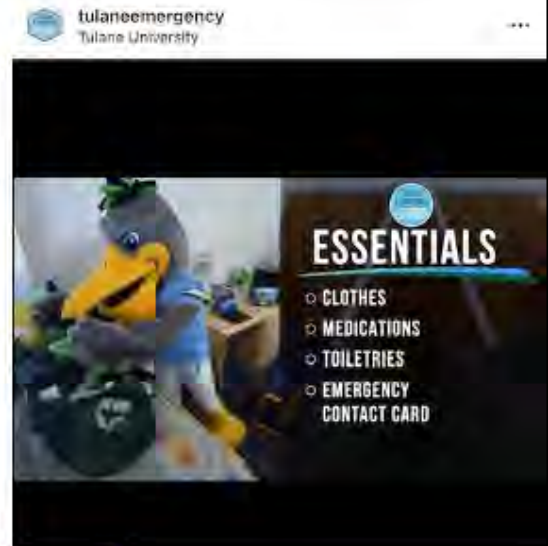 tulaneemergency
Tulane University
ESSENTIALS
CLOTHES
MEDICATIONS
TOILETRIES
EMERGENCY
CONTACT CARD